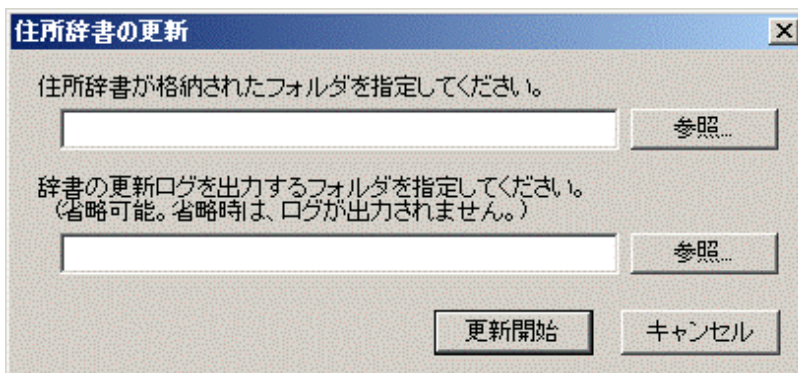 住所辞書の更新
住所辞書が格納されたフォルダを指定してください。
参照...
辞書の更新ログを出力するフォルダを指定してください。
(省略可能。省略時は、ログが出力されません。)
参照...
更新開始
キャンセル